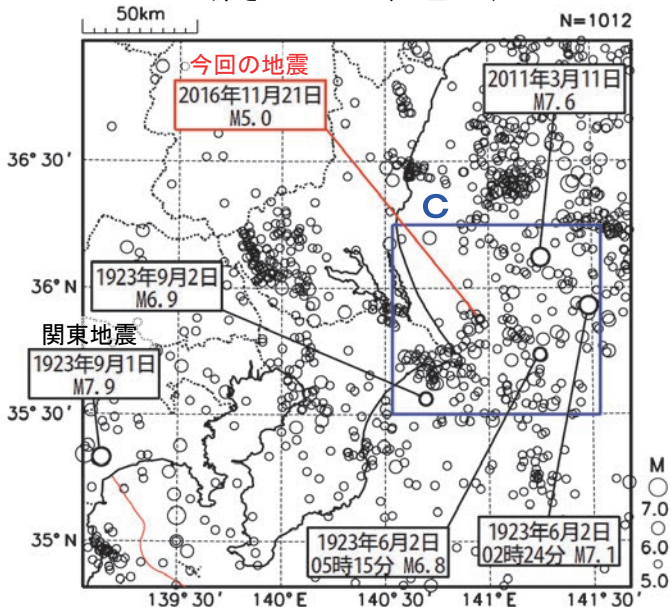 50km
N=1012
今回の地震
2016年11月21日
M5.0
2011年3月11日
M7.6
36°30′
C
36°N
1923年9月2日
M6.9
関東地震
1923年9月1日
M7.9
35°30′
M
7.0
6.0
5.0
35°N
1923年6月2日
05時15分 M6.8
1923年6月2日
02時24分 M7.1
139°30′
140°E
140°30′
141°E
141°30′